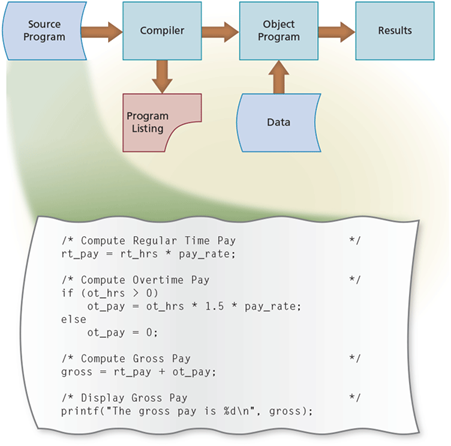 Source
Program
Compiler
Object
Program
Results
Program
Listing
Data
/* Compute Regular Time Pay */
rt_pay = rt_hrs * pay_rate;
/* Compute Overtime Pay */
if (ot_hrs > 0)
ot_pay = ot_hrs * 1.5 * pay_rate;
else
ot_pay = 0;
/* Compute Gross Pay */
gross = rt_pay + ot_pay;
/* Display Gross Pay */
printf("The gross pay is %d\n", gross);